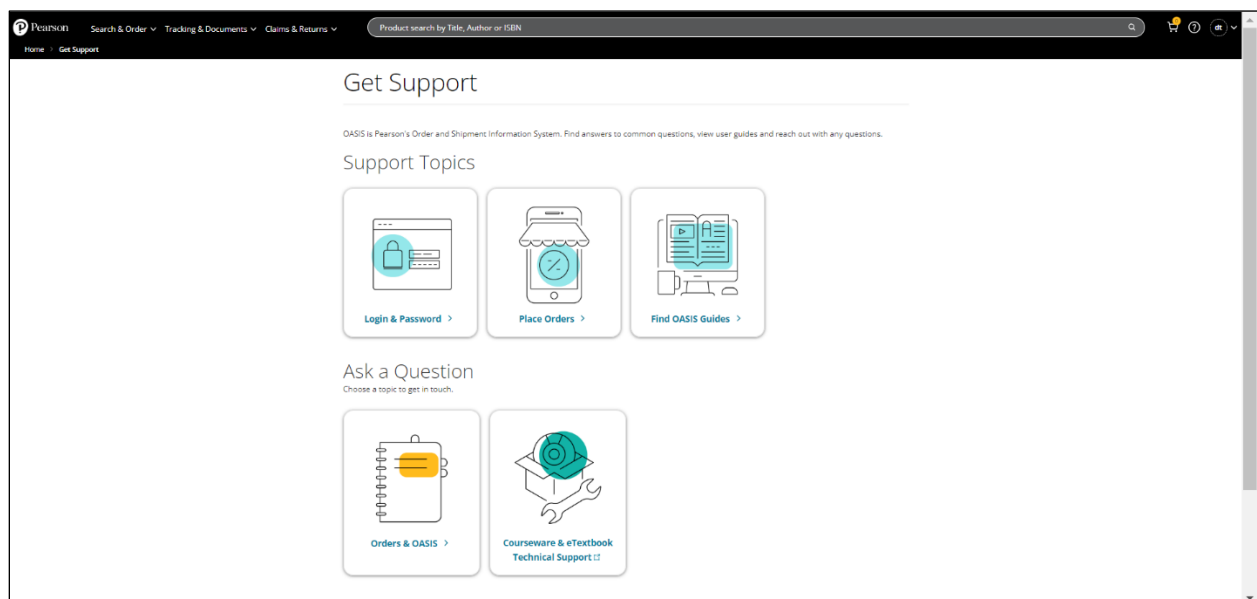 Pearson
Search & Order
Tracking & Documents
Claims & Returns
Product search by Title, Author or ISBN
0
dt
Home > Get Support
Get Support
OASIS is Pearson's Order and Shipment Information System. Find answers to common questions, view user guides and reach out with any questions.
Support Topics
Login & Password >
Place Orders >
Find OASIS Guides >
Ask a Question
Choose a topic to get in touch.
Orders & OASIS >
Courseware & eTextbook
Technical Support